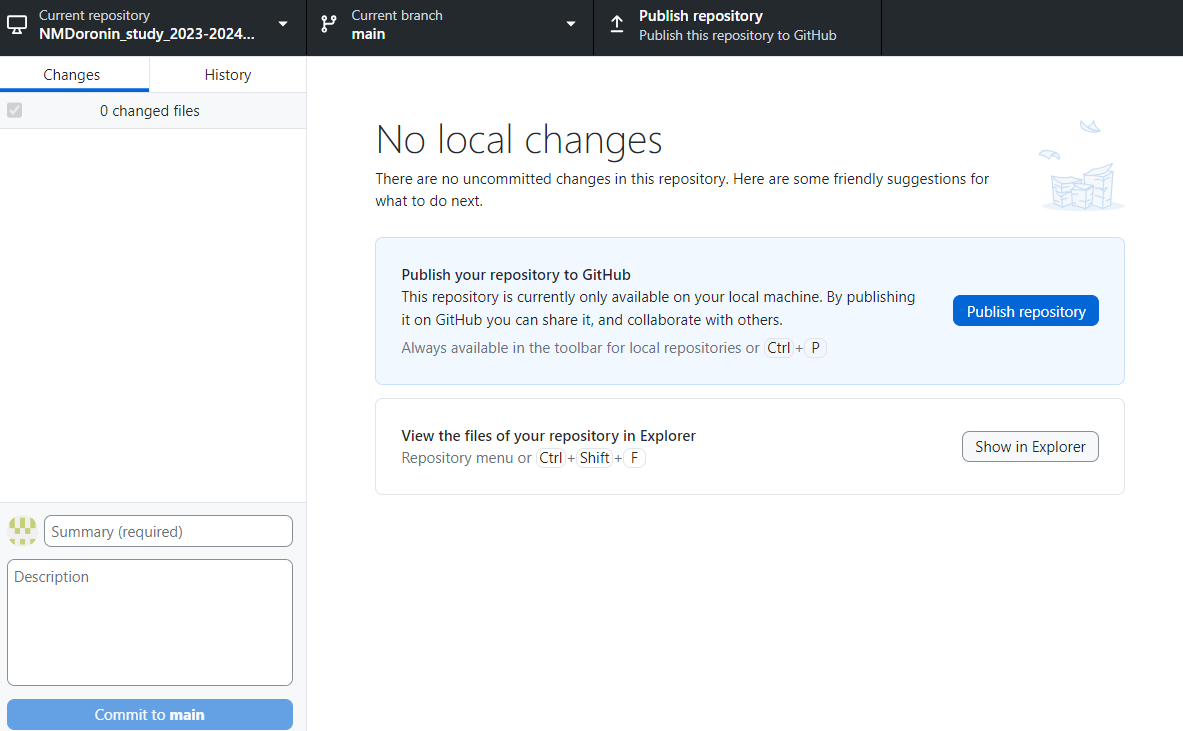 Current repository
NMDoronin_study_2023-2024...
Current branch
main
Publish repository
Publish this repository to GitHub
Changes
History
0 changed files
No local changes
There are no uncommitted changes in this repository. Here are some friendly suggestions for
what to do next.
Publish your repository to GitHub
This repository is currently only available on your local machine. By publishing
it on GitHub you can share it, and collaborate with others.
Always available in the toolbar for local repositories or Ctrl + P
Publish repository
View the files of your repository in Explorer
Repository menu or Ctrl + Shift + F
Show in Explorer
Summary (required)
Description
Commit to main